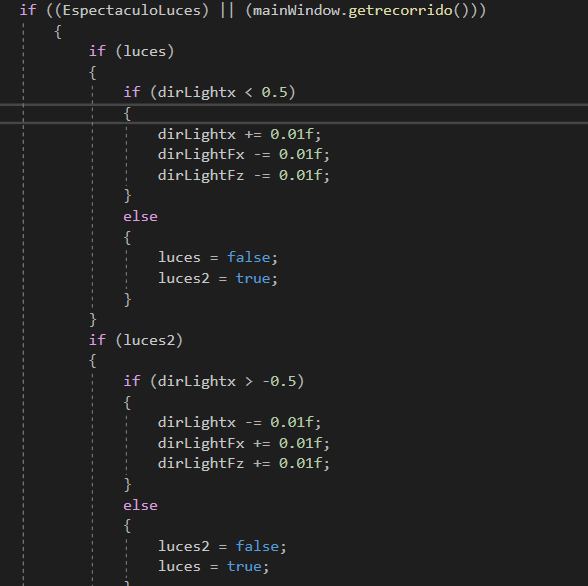 if ((EspectaculoLuces) || (mainWindow.getrecorrido()))
{
if (luces)
{
if (dirLightx < 0.5)
{
dirLightx += 0.01f;
dirLightFx -= 0.01f;
dirLightFz -= 0.01f;
}
else
{
luces = false;
luces2 = true;
}
}
if (luces2)
{
if (dirLightx > -0.5)
{
dirLightx -= 0.01f;
dirLightFx += 0.01f;
dirLightFz += 0.01f;
}
else
{
luces2 = false;
luces = true;
}